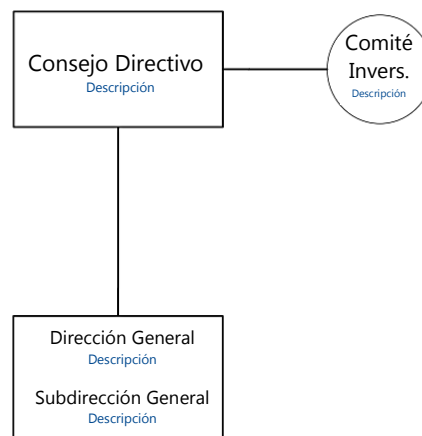 Consejo Directivo
Descripción
Comité
Invers.
Descripción
Dirección General
Descripción
Subdirección General
Descripción